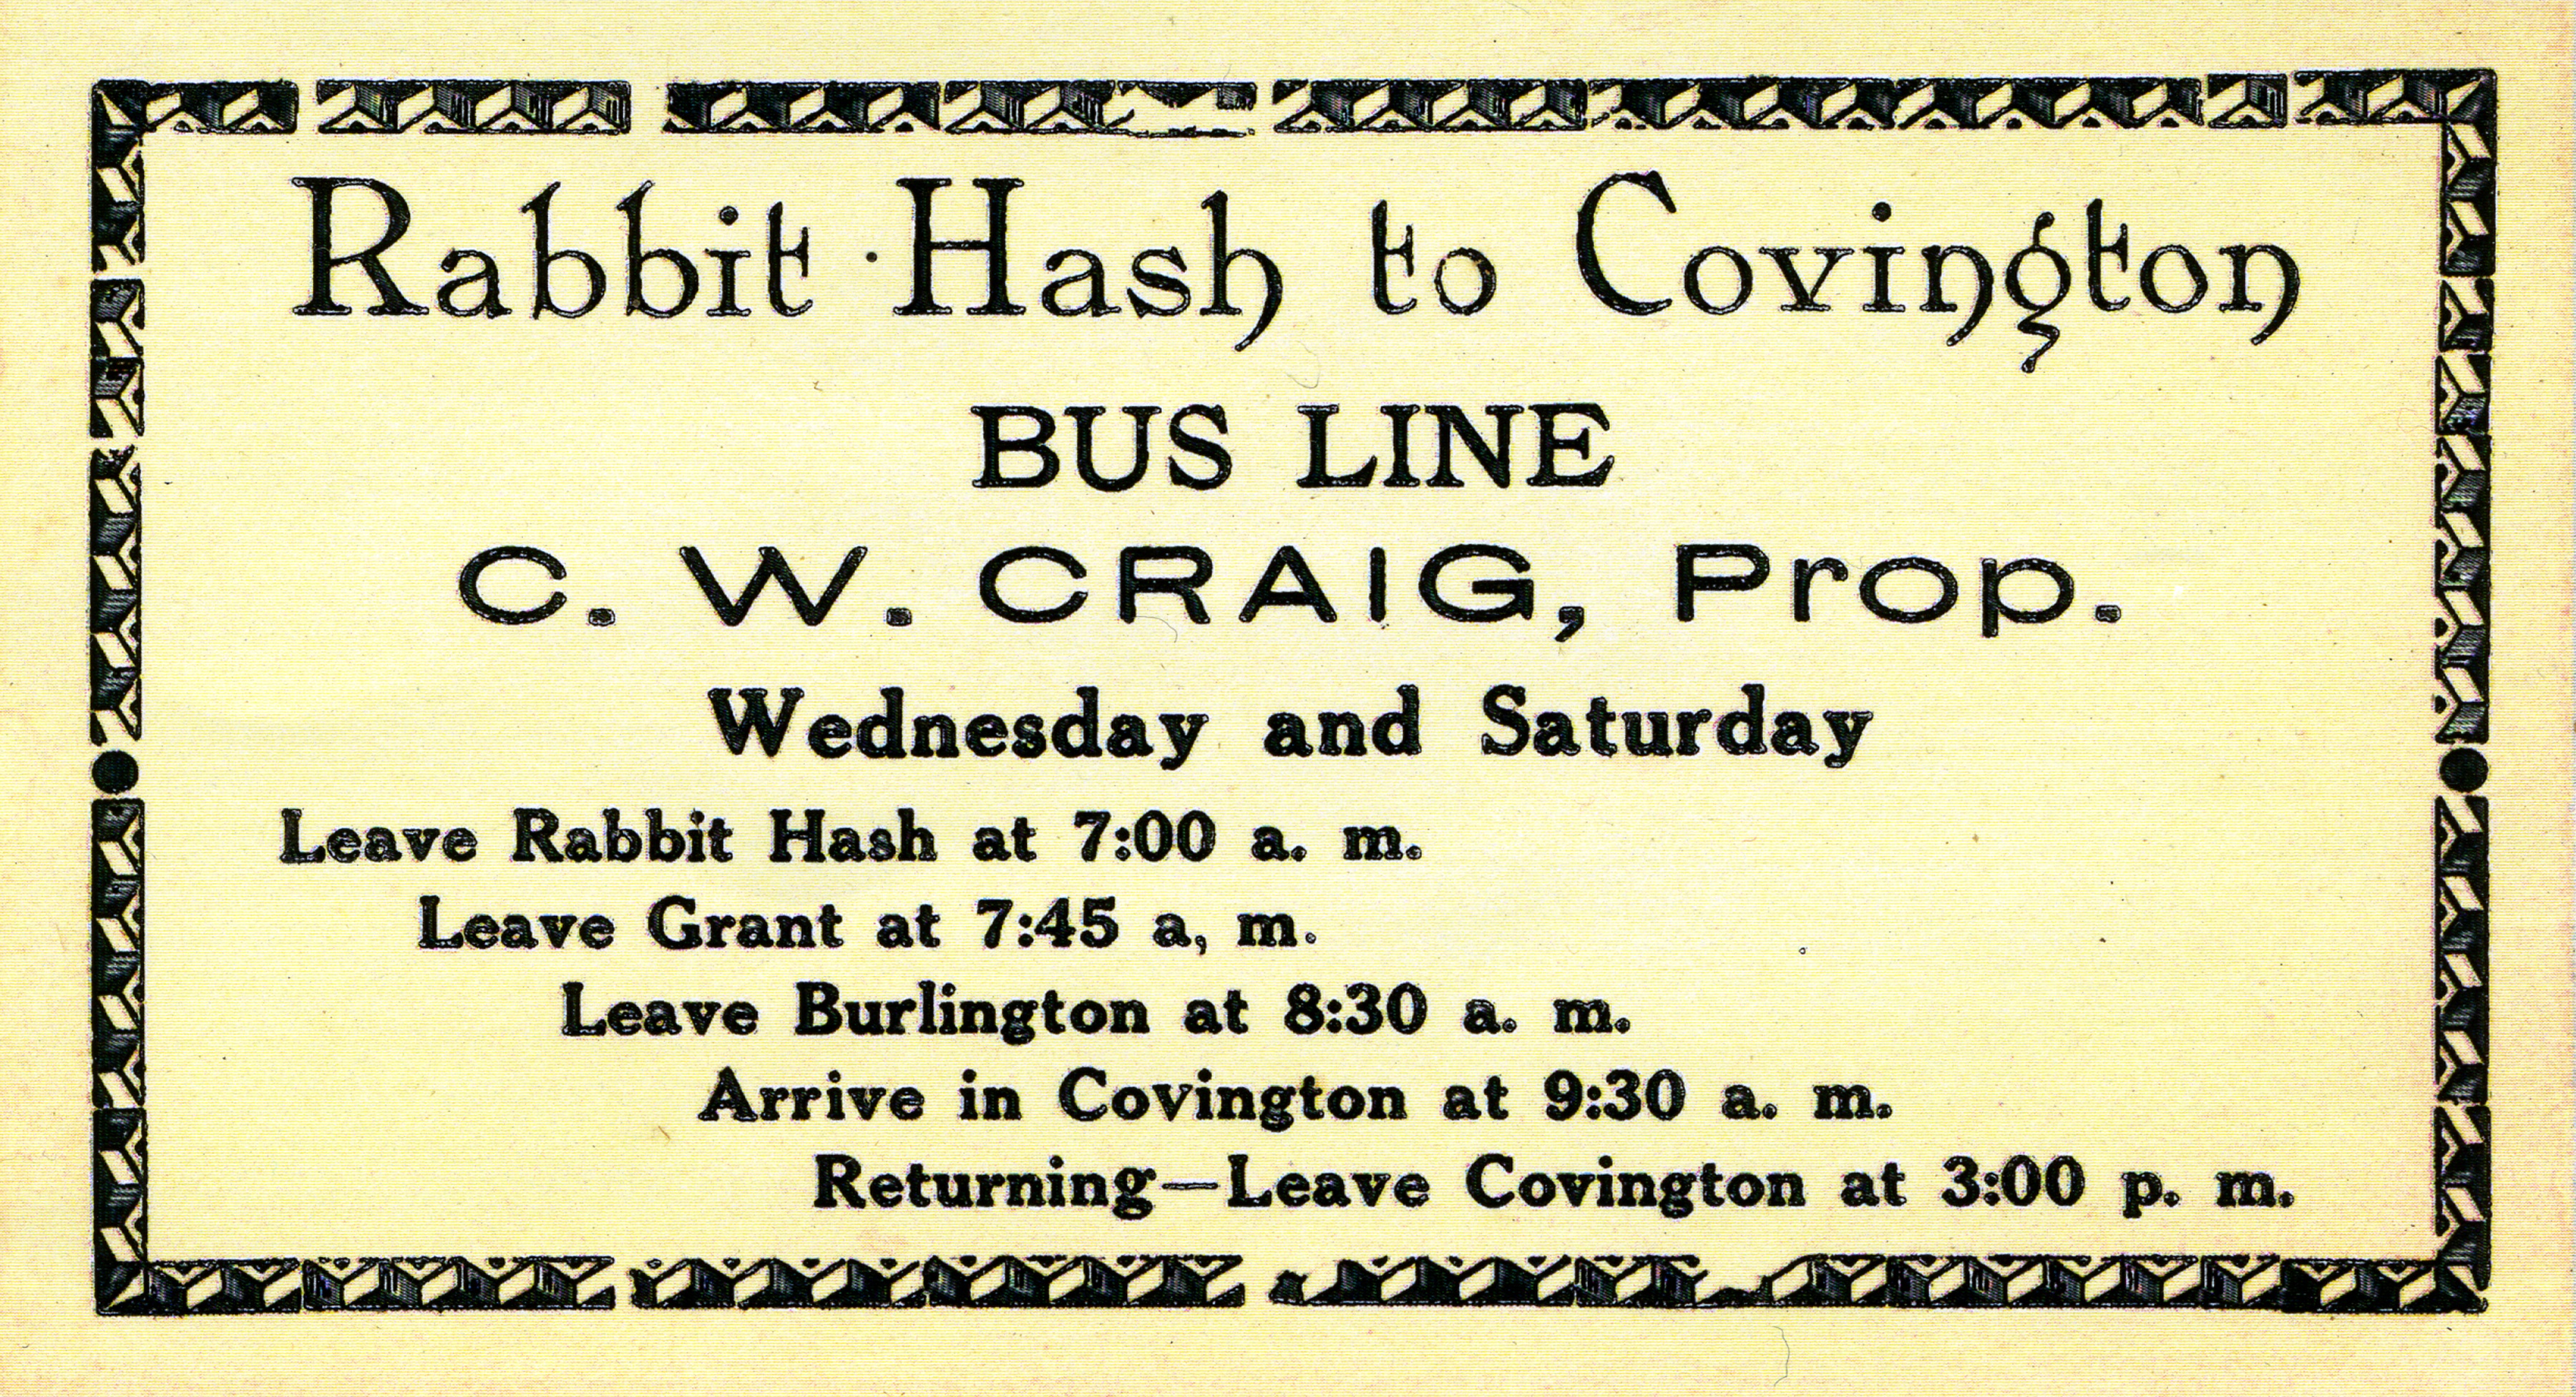 Rabbit Hash to Covington
BUS LINE
C. W. CRAIG, Prop.
Wednesday and Saturday
Leave Rabbit Hash at 7:00 a. m.
Leave Grant at 7:45 a, m.
Leave Burlington at 8:30 a. m.
Arrive in Covington at 9:30 a. m.
Returning—Leave Covington at 3:00 p. m.